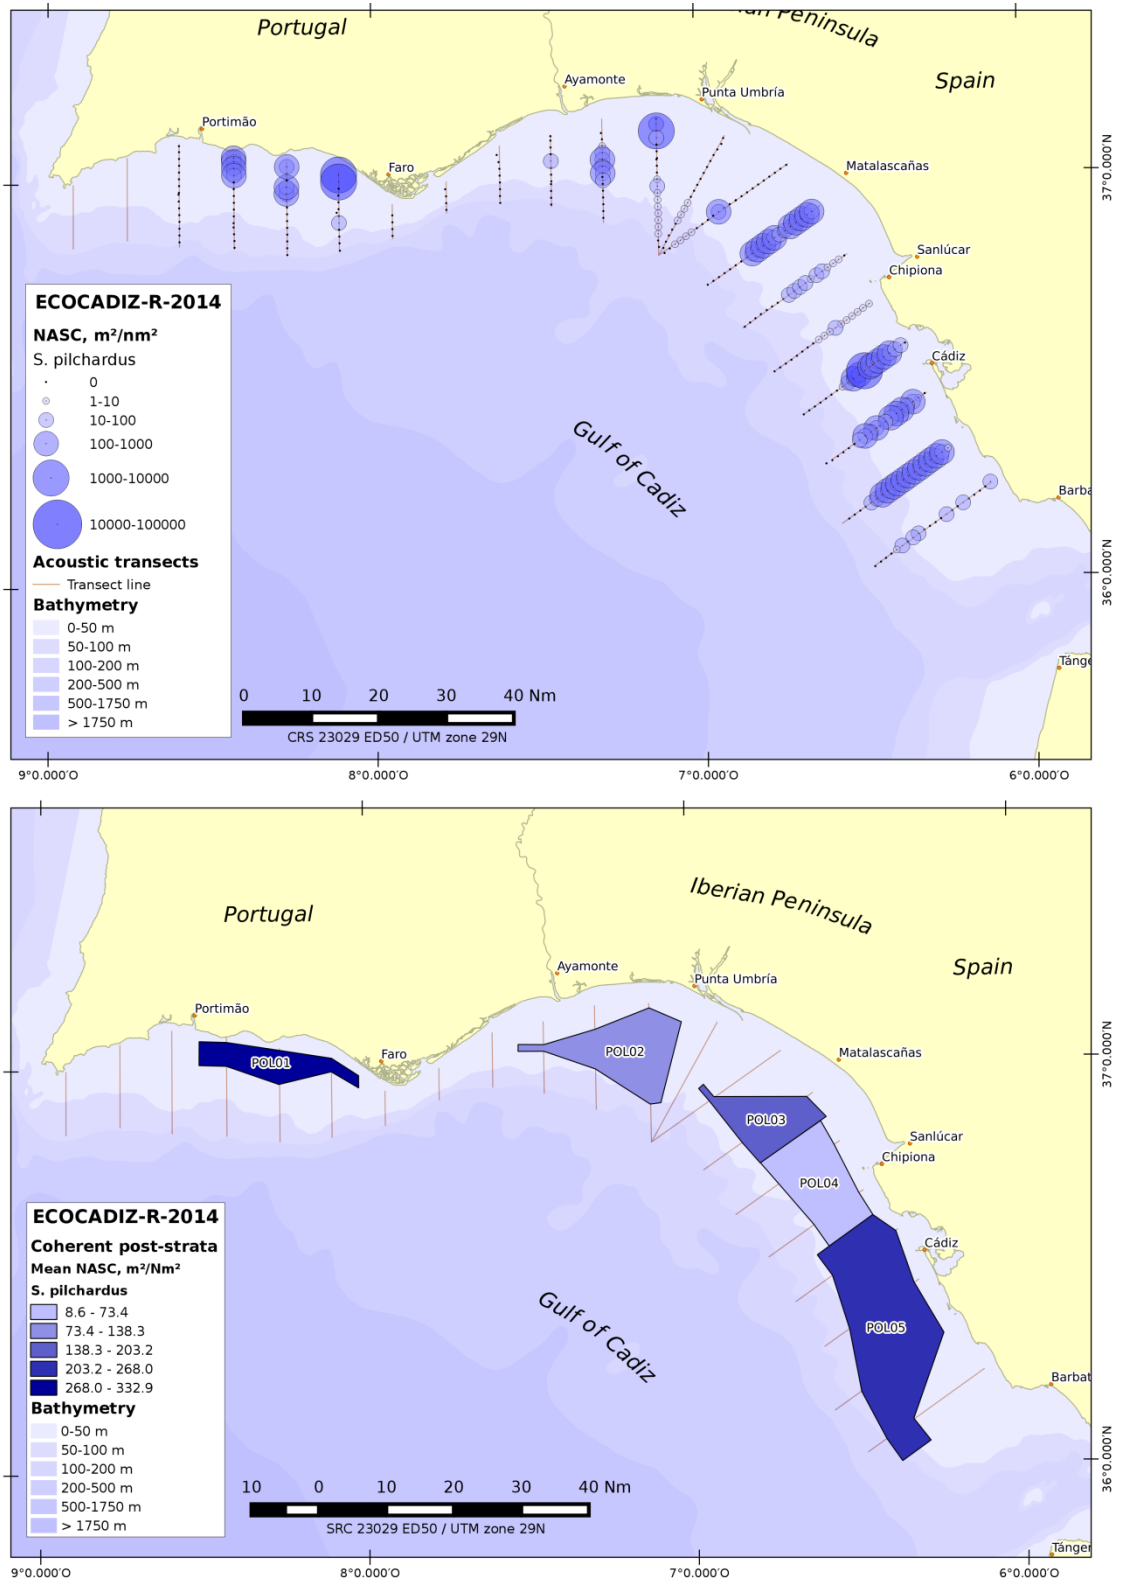 Portugal
Peninsula
Spain
Ayamonte
Punta Umbría
Portimão
Faro
Matalascañas
Sanlúcar
Chipiona
Cádiz
Gulf of Cadiz
Barba
Tánge
37°0.000'N
36°0.000'N
ECOCADIZ-R-2014
NASC, m²/nm²
S. pilchardus
0
1-10
10-100
100-1000
1000-10000
10000-100000
Acoustic transects
Transect line
Bathymetry
0-50 m
50-100 m
100-200 m
200-500 m
500-1750 m
> 1750 m
0 10 20 30 40 Nm
CRS 23029 ED50 / UTM zone 29N
9°0.000'O 8°0.000'O 7°0.000'O 6°0.000'O
Iberian Peninsula
Portugal
Spain
Ayamonte
Punta Umbría
Portimão
Faro
Matalascañas
POL01
POL02
POL03
POL04
POL05
Sanlúcar
Chipiona
Cádiz
Gulf of Cadiz
Barbat
Tánger
37°0.000'N
36°0.000'N
ECOCADIZ-R-2014
Coherent post-strata
Mean NASC, m²/Nm²
S. pilchardus
8.6 - 73.4
73.4 - 138.3
138.3 - 203.2
203.2 - 268.0
268.0 - 332.9
Bathymetry
0-50 m
50-100 m
100-200 m
200-500 m
500-1750 m
> 1750 m
10 0 10 20 30 40 Nm
SRC 23029 ED50 / UTM zone 29N
9°0.000'O 8°0.000'O 7°0.000'O 6°0.000'O